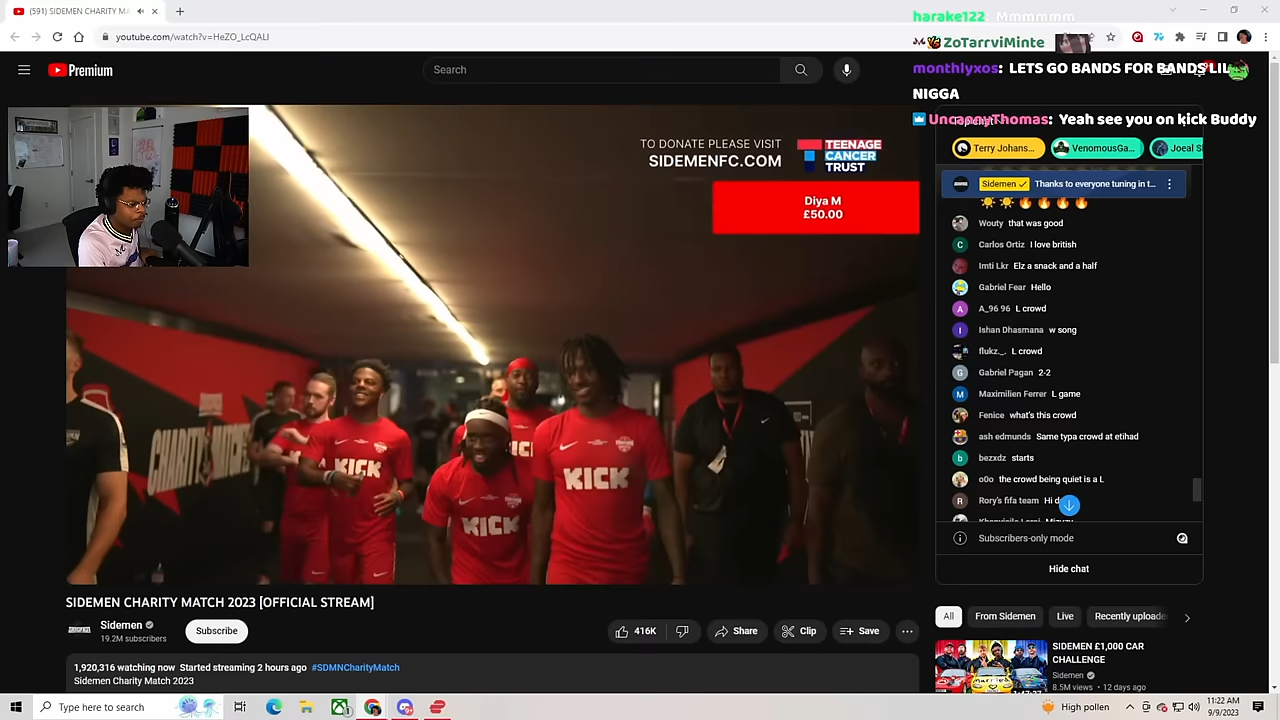 (591) SIDEMEN CHARITY MA
youtube.com/watch?v=HeZO_LcQALI
harake122: Mmmmmm
ZoTarrviMinte
monthlyxos: LETS GO BANDS FOR BANDS LIL
NIGGA
UncannyThomas: Yeah see you on kick Buddy
Premium
Search
TO DONATE PLEASE VISIT
SIDEMENFC.COM
TEENAGE
CANCER
TRUST
Diya M
£50.00
KICK
KICK
KICK
Terry Johans...
VenomousGa...
Joeal S
Sidemen Thanks to everyone tuning in t...
Wouty that was good
Carlos Ortiz I love british
Imti Lkr Elz a snack and a half
Gabriel Fear Hello
A_96 96 L crowd
Ishan Dhasmana w song
flukz._. L crowd
Gabriel Pagan 2-2
Maximilien Ferrer L game
Fenice what's this crowd
ash edmunds Same typa crowd at etihad
bezxdz starts
o0o the crowd being quiet is a L
Rory's fifa team Hi
Subscribers-only mode
Hide chat
SIDEMEN CHARITY MATCH 2023 [OFFICIAL STREAM]
Sidemen
19.2M subscribers
Subscribe
416K
Share
Clip
Save
1,920,316 watching now Started streaming 2 hours ago #SDMNCharityMatch
Sidemen Charity Match 2023
All
From Sidemen
Live
Recently uploade
SIDEMEN £1,000 CAR
CHALLENGE
Sidemen
8.5M views • 12 days ago
Type here to search
High pollen
11:22 AM
9/9/2023